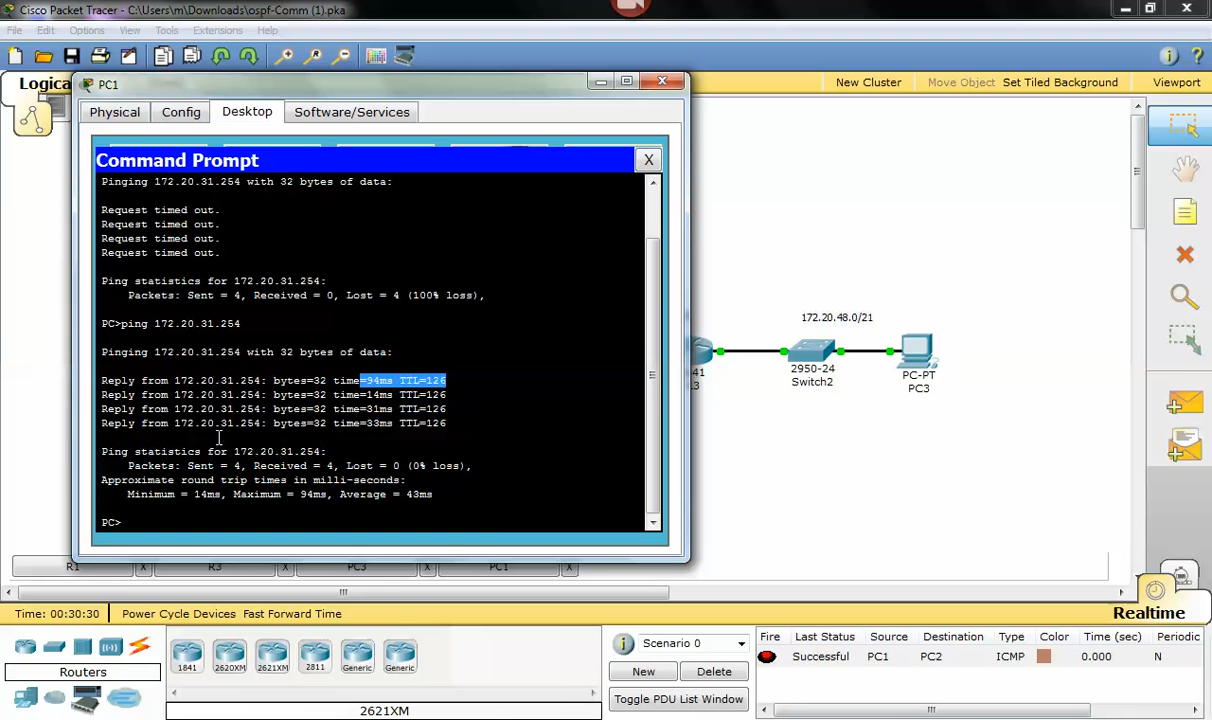 Cisco Packet Tracer - C:\Users\m\Downloads\ospf-Comm (1).pka
File Edit Options View Tools Extensions Help
Logica
New Cluster Move Object Set Tiled Background Viewport
PC1
Physical Config Desktop Software/Services
Command Prompt X
Pinging 172.20.31.254 with 32 bytes of data:
Request timed out.
Request timed out.
Request timed out.
Request timed out.
Ping statistics for 172.20.31.254:
Packets: Sent = 4, Received = 0, Lost = 4 (100% loss),
PC>ping 172.20.31.254
Pinging 172.20.31.254 with 32 bytes of data:
Reply from 172.20.31.254: bytes=32 time=94ms TTL=126
Reply from 172.20.31.254: bytes=32 time=14ms TTL=126
Reply from 172.20.31.254: bytes=32 time=31ms TTL=126
Reply from 172.20.31.254: bytes=32 time=33ms TTL=126
Ping statistics for 172.20.31.254:
Packets: Sent = 4, Received = 4, Lost = 0 (0% loss),
Approximate round trip times in milli-seconds:
Minimum = 14ms, Maximum = 94ms, Average = 43ms
PC>
172.20.48.0/21
41
.3
2950-24
Switch2
PC-PT
PC3
R1 X R3 X PC3 X PC1 X
Time: 00:30:30 Power Cycle Devices Fast Forward Time
Realtime
Routers
1841 2620XM 2621XM 2811 Generic Generic
2621XM
Scenario 0
New Delete
Toggle PDU List Window
Fire Last Status Source Destination Type Color Time (sec) Periodic
Successful PC1 PC2 ICMP 0.000 N